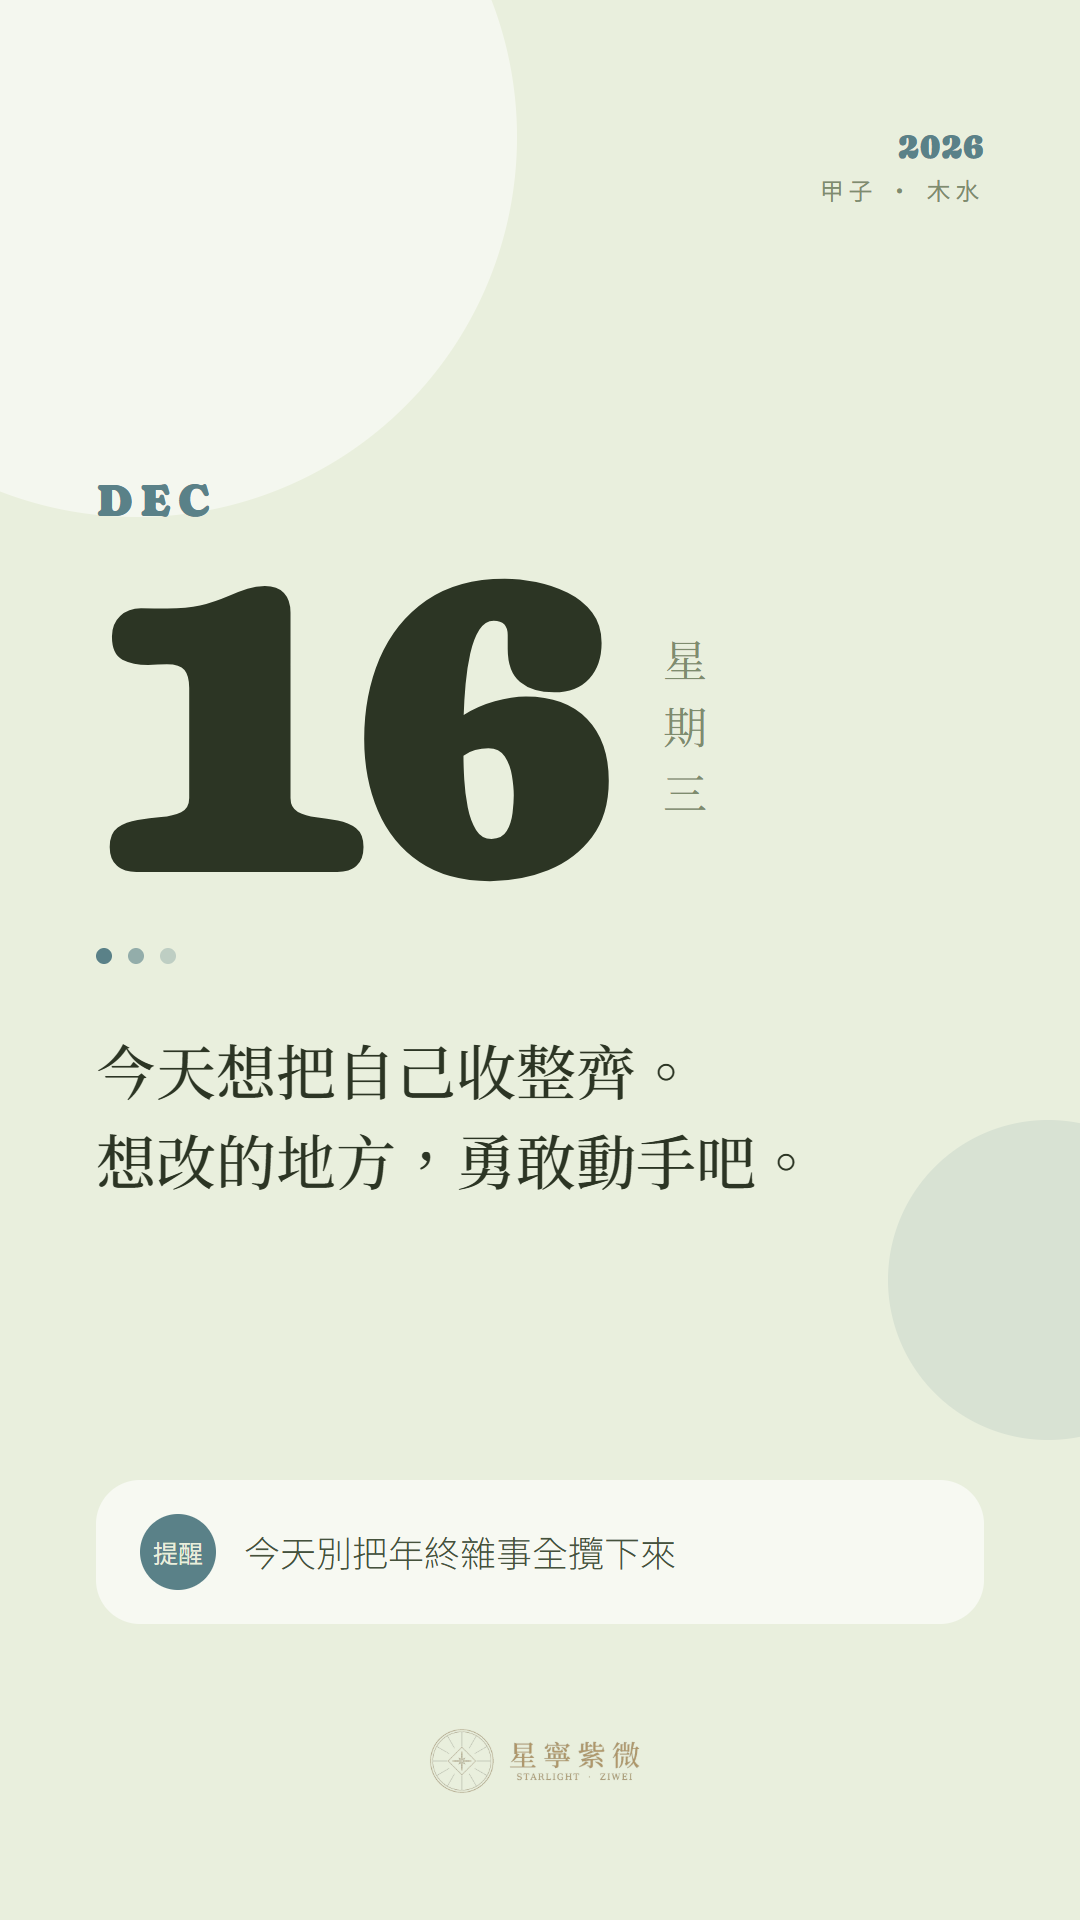 2026
甲子 · 木水
DEC
16
星期三
今天想把自己收整齊。
想改的地方，勇敢動手吧。
提醒
今天別把年終雜事全攬下來
星寧紫微
STARLIGHT · ZIWEI